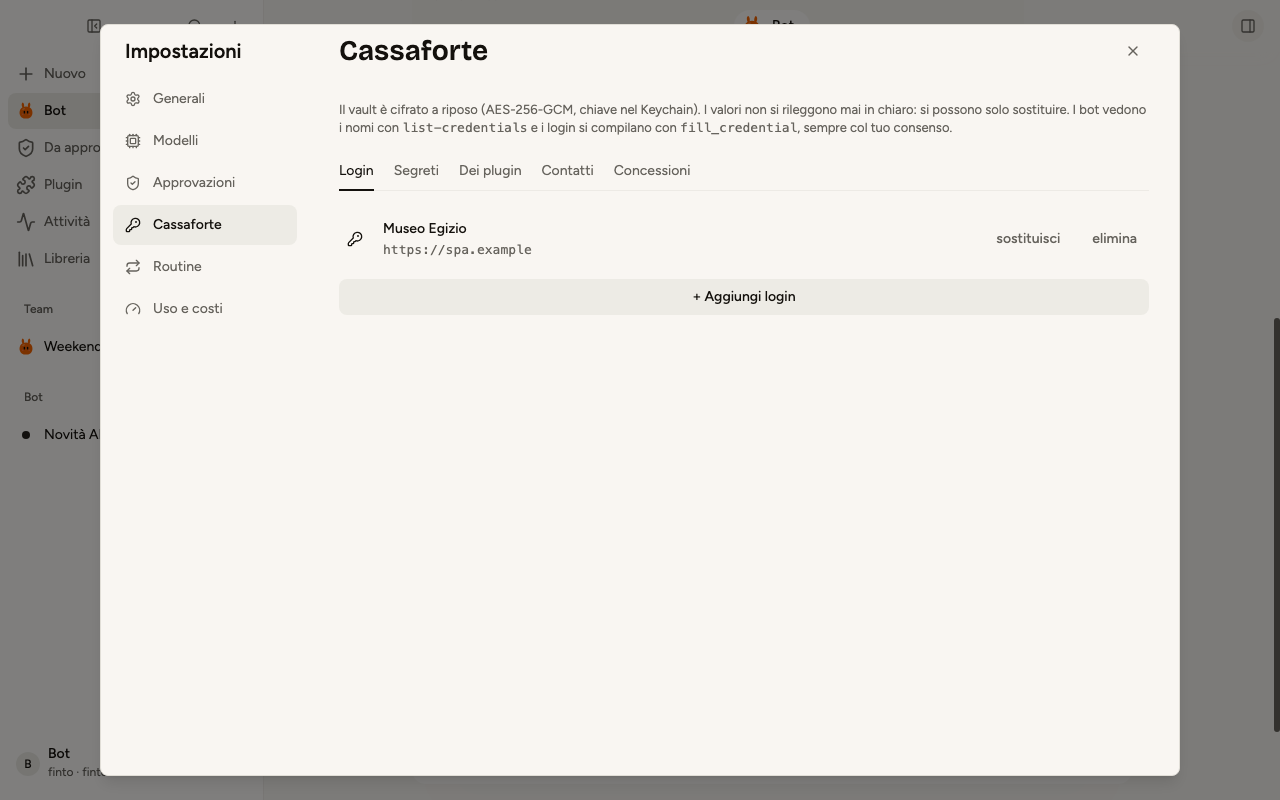 Bot
Nuovo
Bot
Da appro
Plugin
Attività
Libreria
Team
Weekend
Bot
Novità A
B
Bot
finto · fint
Impostazioni
Generali
Modelli
Approvazioni
Cassaforte
Routine
Uso e costi
Cassaforte
Il vault è cifrato a riposo (AES-256-GCM, chiave nel Keychain). I valori non si rileggono mai in chiaro: si possono solo sostituire. I bot vedono
i nomi con list-credentials e i login si compilano con fill_credential, sempre col tuo consenso.
Login Segreti Dei plugin Contatti Concessioni
Museo Egizio
https://spa.example
sostituisci elimina
+ Aggiungi login